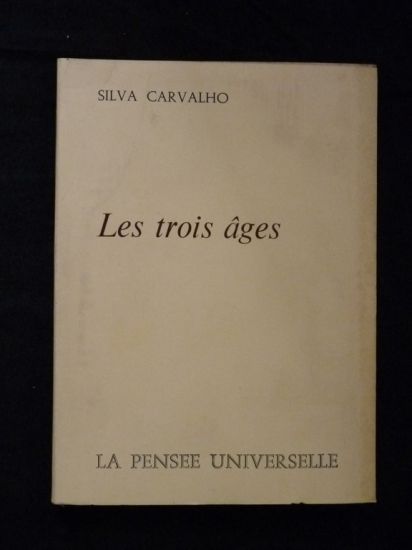 SILVA CARVALHO
Les trois âges
LA PENSEE UNIVERSELLE